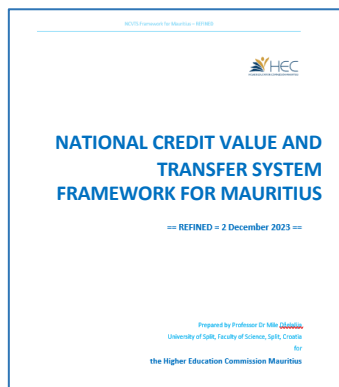 NCVTS Framework for Mauritius – REFINED
HEC
NATIONAL CREDIT VALUE AND
TRANSFER SYSTEM
FRAMEWORK FOR MAURITIUS
== REFINED = 2 December 2023 ==
Prepared by Professor Dr Mile
University of Split, Faculty of Science, Split, Croatia
for
the Higher Education Commission Mauritius